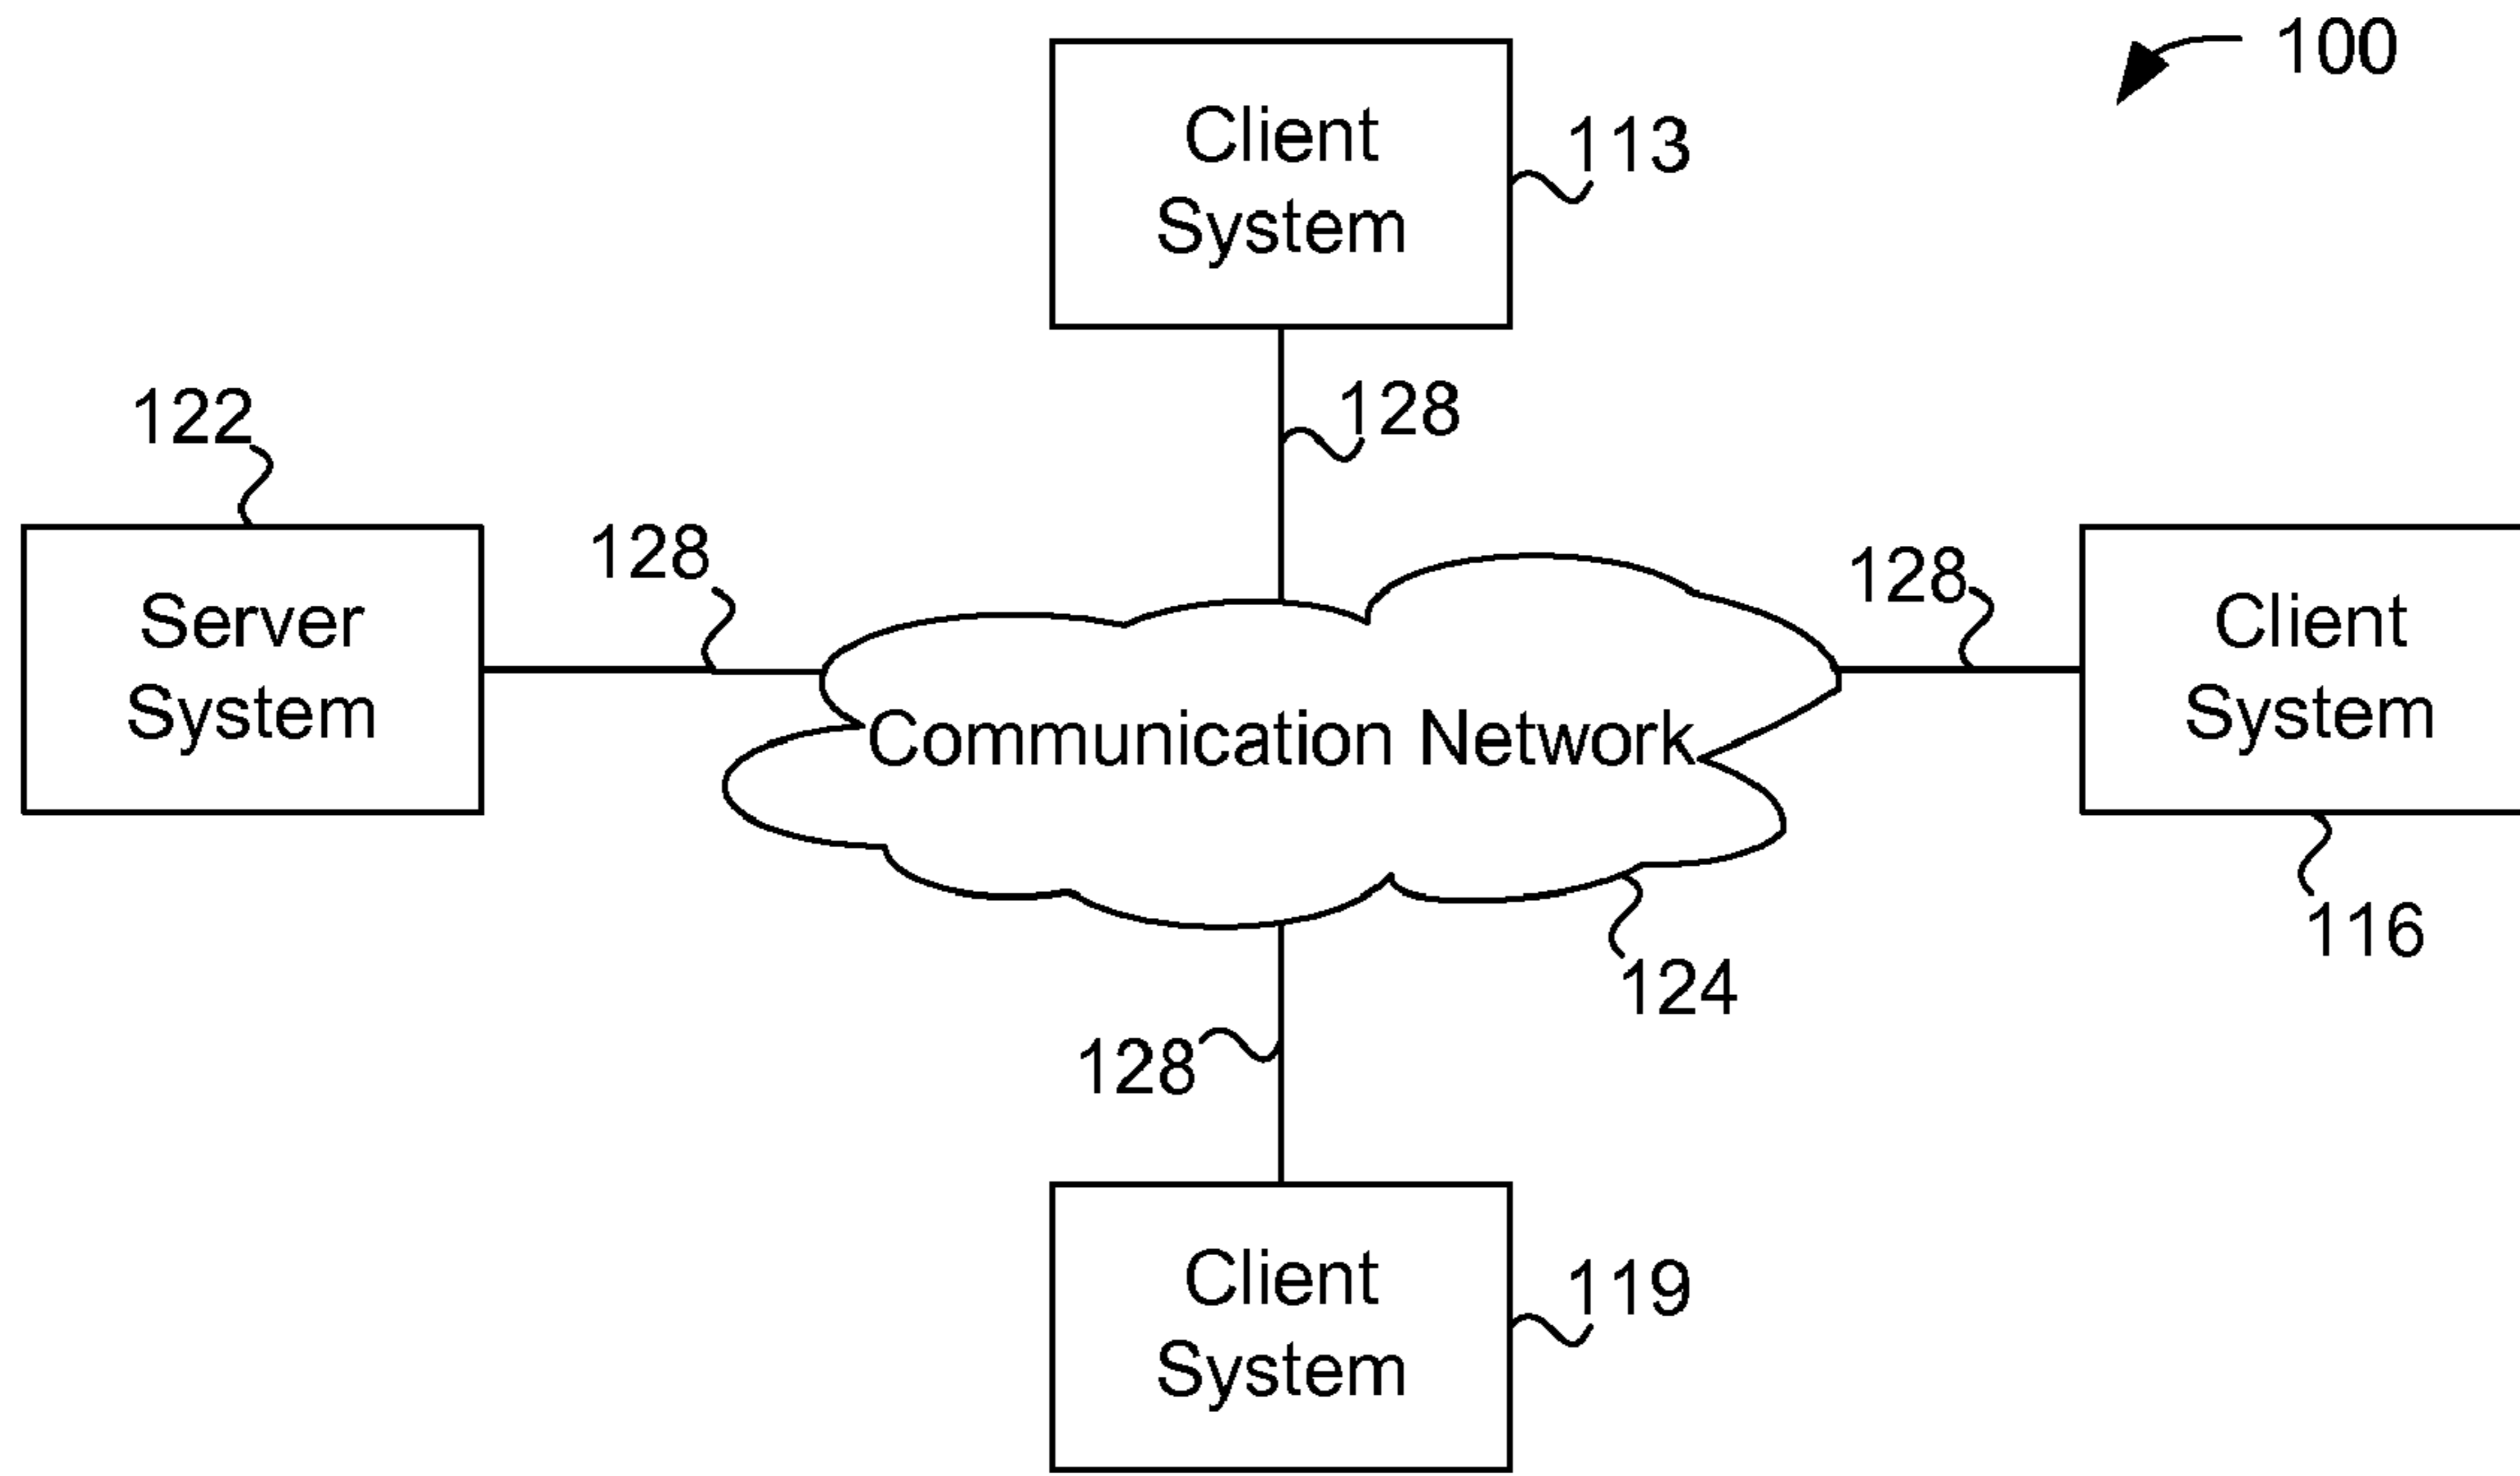 100
Client
System
113
128
122
128
128
Server
System
Client
System
Communication Network
116
124
128
Client
System
119